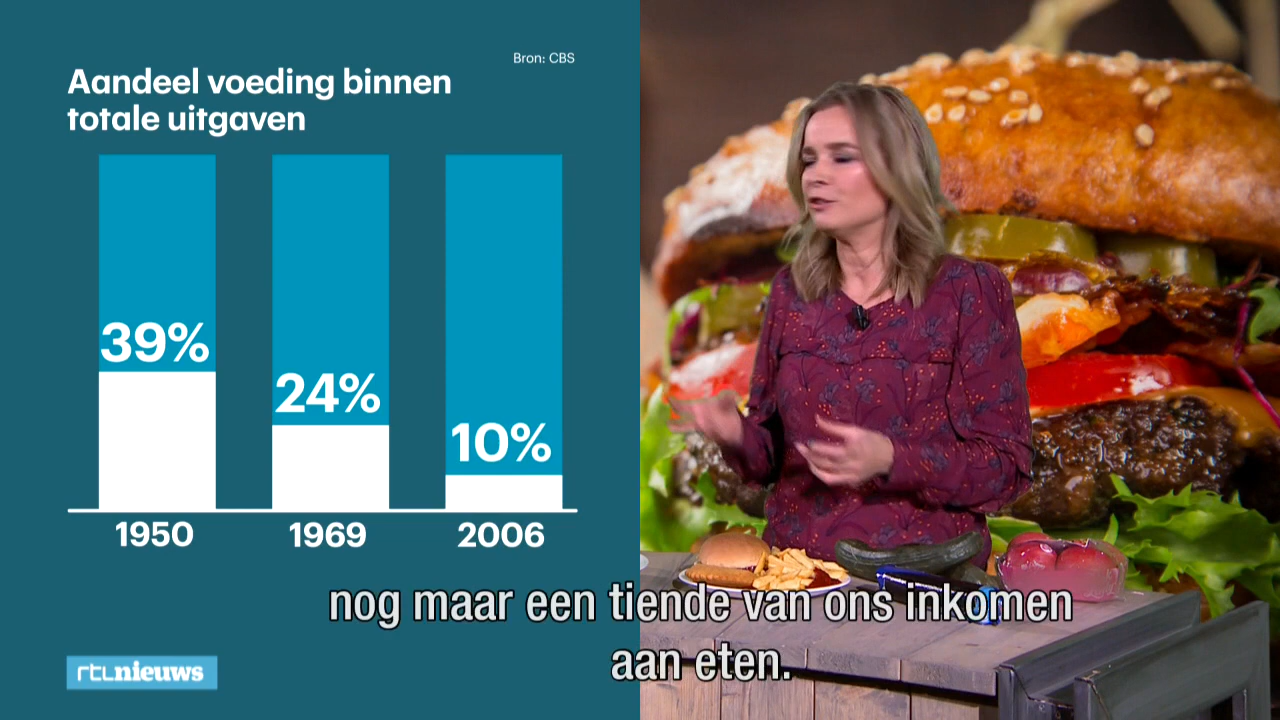 Bron: CBS
Aandeel voeding binnen
totale uitgaven
39%
24%
10%
1950
1969
2006
nog maar een tiende van ons inkomen
aan eten.
rtlnieuws